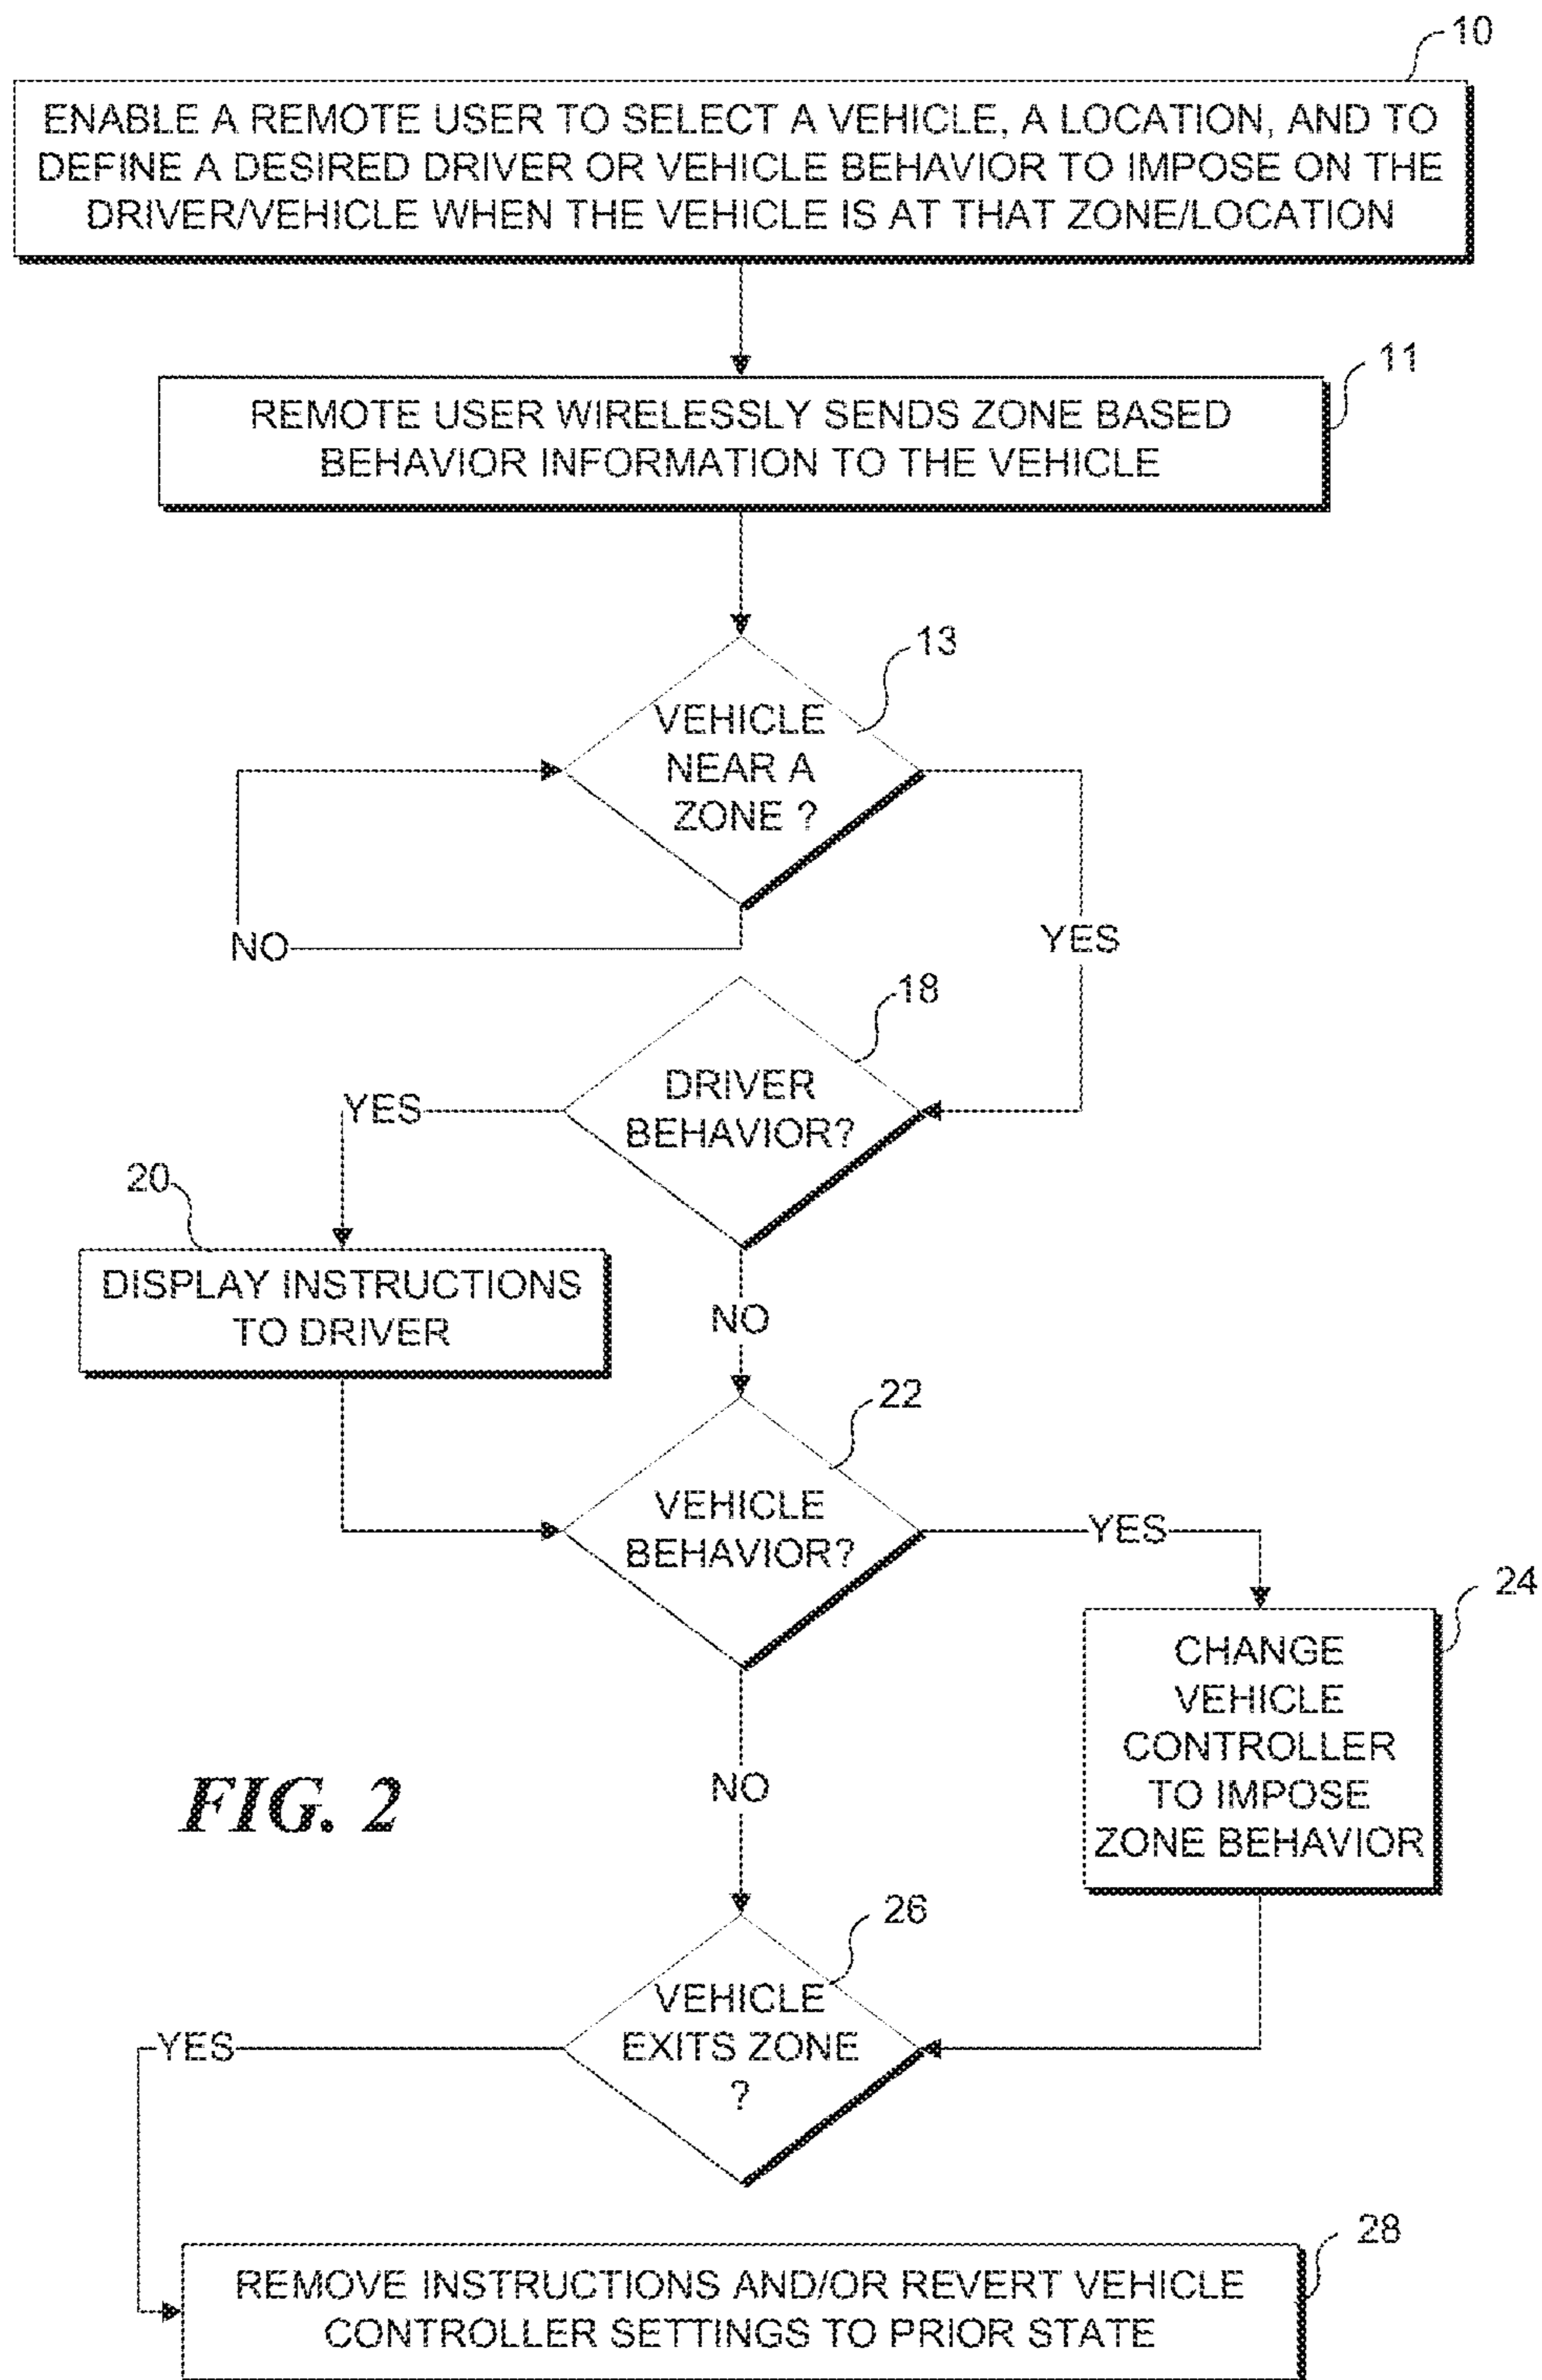 10
ENABLE A REMOTE USER TO SELECT A VEHICLE, A LOCATION, AND TO
DEFINE A DESIRED DRIVER OR VEHICLE BEHAVIOR TO IMPOSE ON THE
DRIVER/VEHICLE WHEN THE VEHICLE IS AT THAT ZONE/LOCATION
11
REMOTE USER WIRELESSLY SENDS ZONE BASED
BEHAVIOR INFORMATION TO THE VEHICLE
13
VEHICLE
NEAR A
ZONE ?
NO
YES
18
DRIVER
BEHAVIOR?
YES
20
DISPLAY INSTRUCTIONS
TO DRIVER
NO
22
VEHICLE
BEHAVIOR?
YES
24
CHANGE
VEHICLE
CONTROLLER
TO IMPOSE
ZONE BEHAVIOR
NO
FIG. 2
26
VEHICLE
EXITS ZONE
?
YES
28
REMOVE INSTRUCTIONS AND/OR REVERT VEHICLE
CONTROLLER SETTINGS TO PRIOR STATE